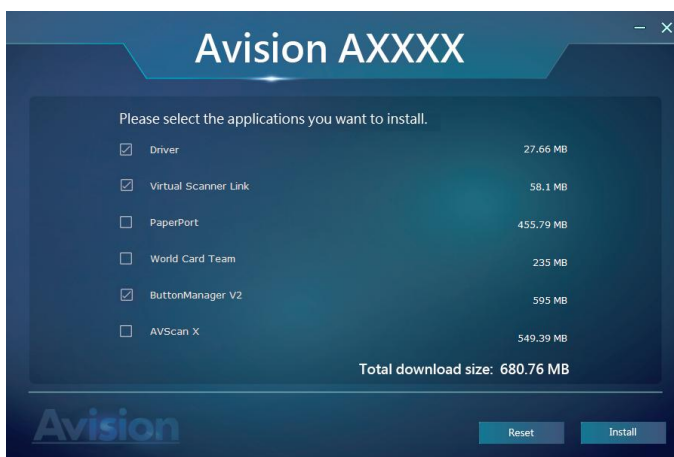 Avision AXXXX
Please select the applications you want to install.
Driver 27.66 MB
Virtual Scanner Link 58.1 MB
PaperPort 455.79 MB
World Card Team 235 MB
ButtonManager V2 595 MB
AVScan X 549.39 MB
Total download size: 680.76 MB
Avision
Reset Install